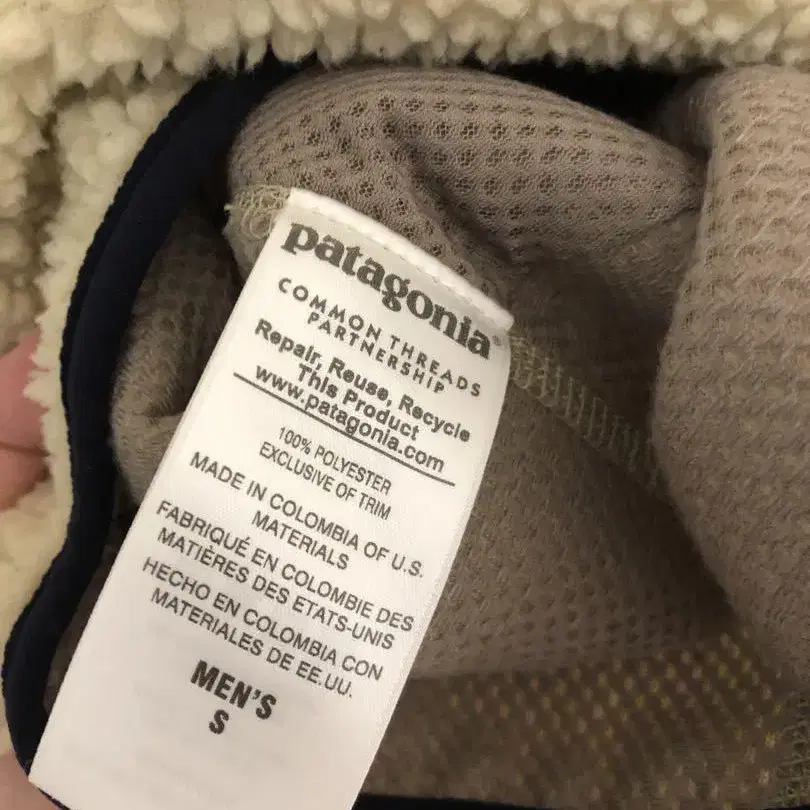 patagonia®
COMMON THREADS
PARTNERSHIP
Repair, Reuse, Recycle
This Product
www.patagonia.com
100% POLYESTER
EXCLUSIVE OF TRIM
MADE IN COLOMBIA OF U.S.
MATERIALS
FABRIQUÉ EN COLOMBIE DES
MATIÈRES DES ETATS-UNIS
HECHO EN COLOMBIA CON
MATERIALES DE EE.UU.
MEN'S
S